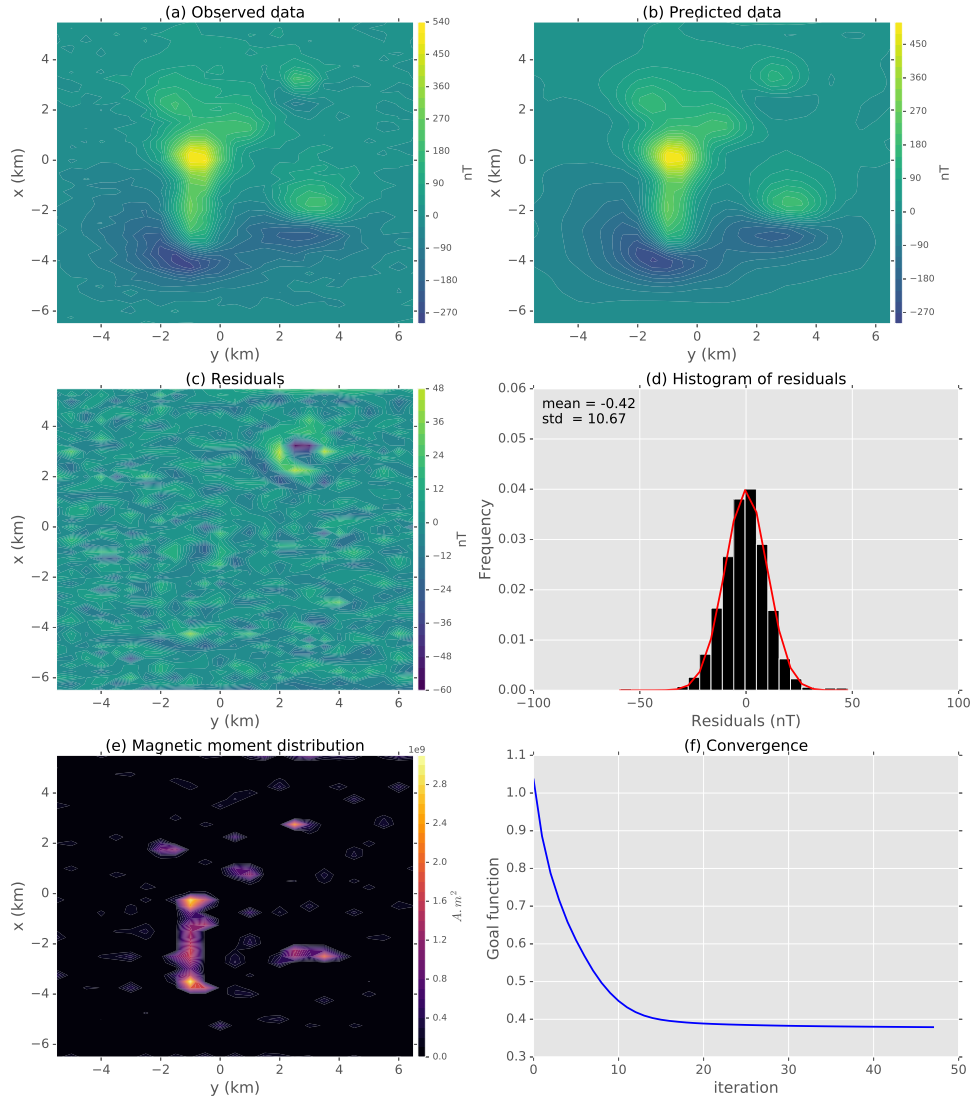 (a) Observed data
4
2
0
−2
−4
−6
x (km)
−4 −2 0 2 4 6
y (km)
540
450
360
270
180
90
0
−90
−180
−270
nT
(b) Predicted data
4
2
0
−2
−4
−6
x (km)
−4 −2 0 2 4 6
y (km)
450
360
270
180
90
0
−90
−180
−270
nT
(c) Residuals
4
2
0
−2
−4
−6
x (km)
−4 −2 0 2 4 6
y (km)
48
36
24
12
0
−12
−24
−36
−48
−60
nT
(d) Histogram of residuals
mean = -0.42
std = 10.67
0.06
0.05
0.04
0.03
0.02
0.01
0.00
Frequency
−100 −50 0 50 100
Residuals (nT)
(e) Magnetic moment distribution
4
2
0
−2
−4
−6
x (km)
−4 −2 0 2 4 6
y (km)
1e9
2.8
2.4
2.0
1.6
1.2
0.8
0.4
0.0
A.m²
(f) Convergence
1.1
1.0
0.9
0.8
0.7
0.6
0.5
0.4
0.3
Goal function
0 10 20 30 40 50
iteration